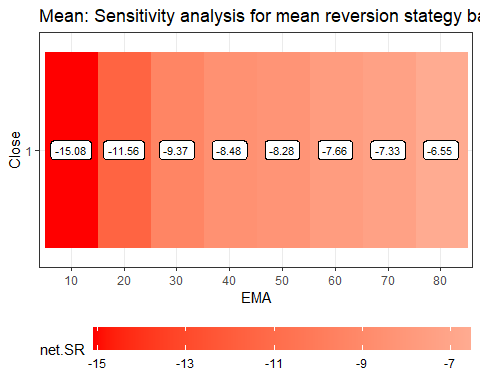 Mean: Sensitivity analysis for mean reversion stategy ba
Close
1
-15.08 -11.56 -9.37 -8.48 -8.28 -7.66 -7.33 -6.55
10 20 30 40 50 60 70 80
EMA
net.SR
-15 -13 -11 -9 -7